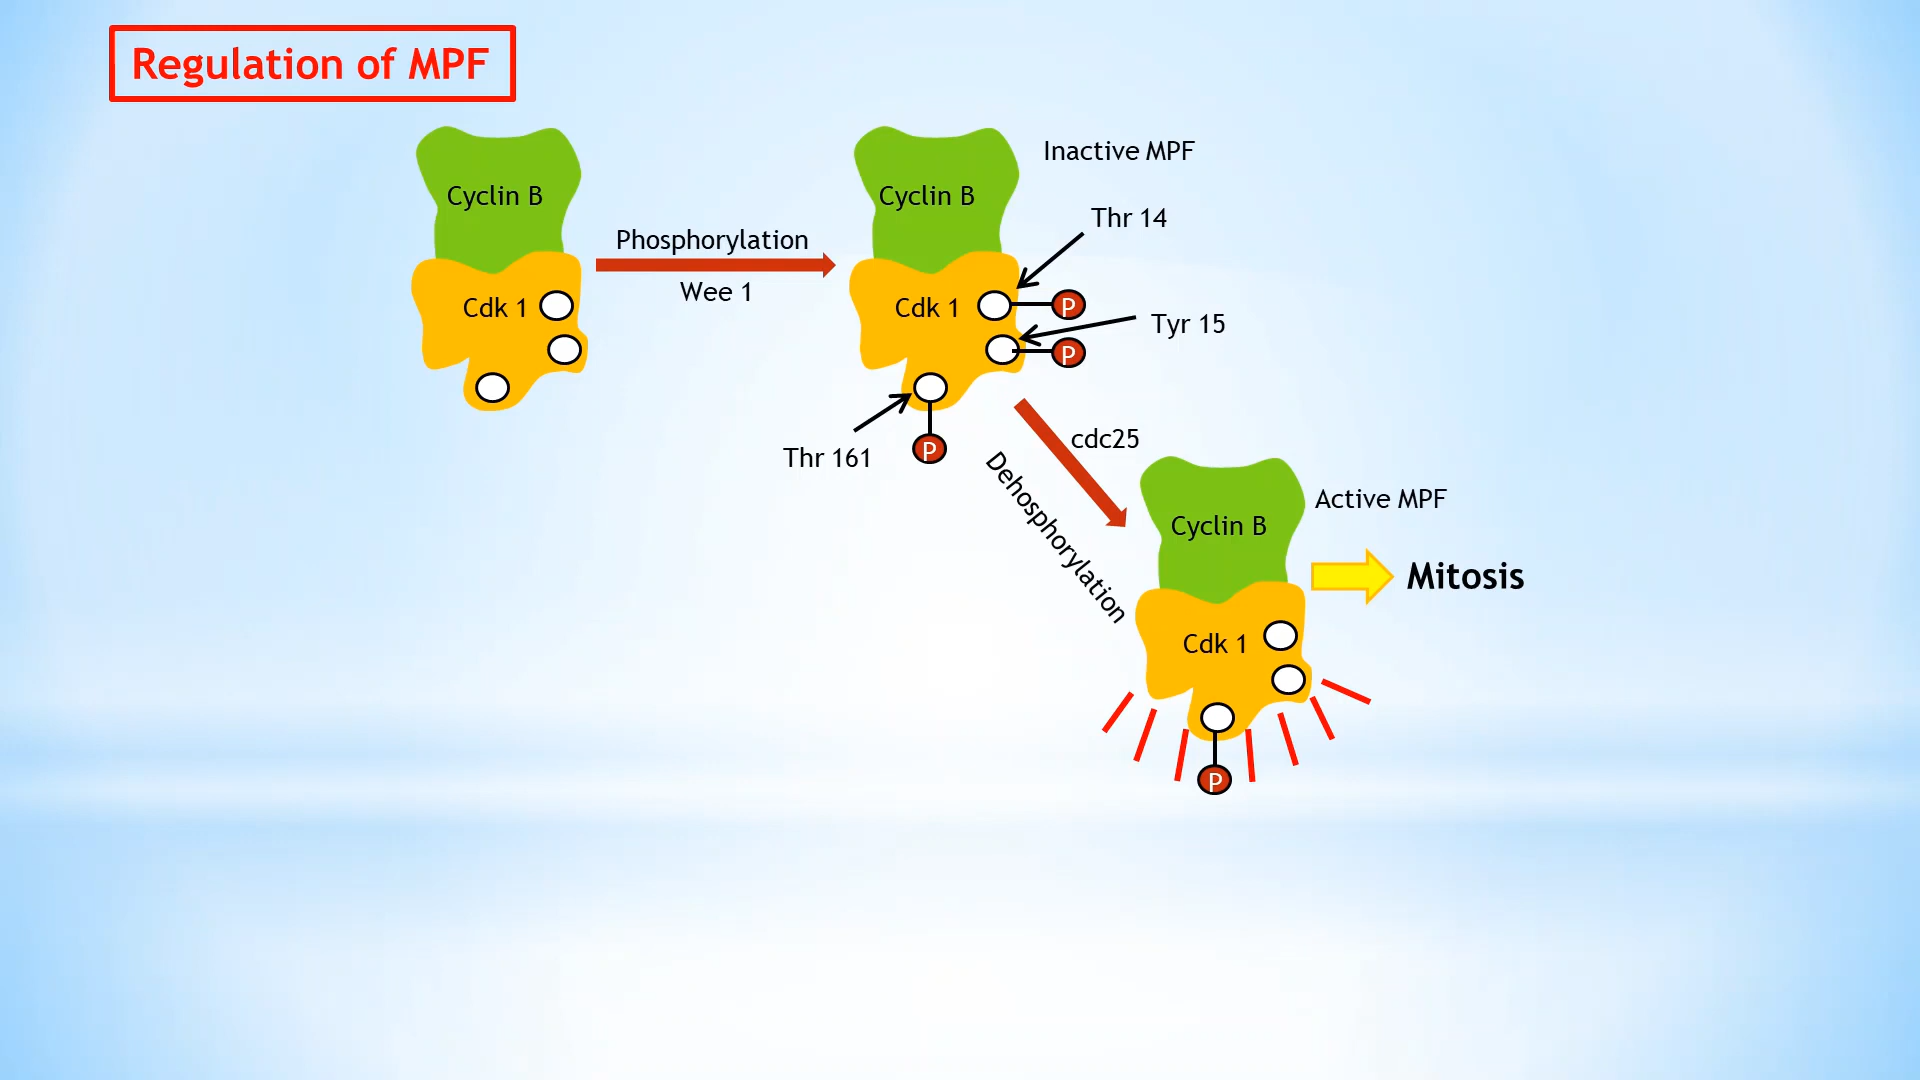 Regulation of MPF
Cyclin B
Cdk 1
Phosphorylation
Wee 1
Cyclin B
Cdk 1
Inactive MPF
Thr 14
P
Tyr 15
P
Thr 161
P
cdc25
Dehosphorylation
Cyclin B
Cdk 1
Active MPF
Mitosis
P